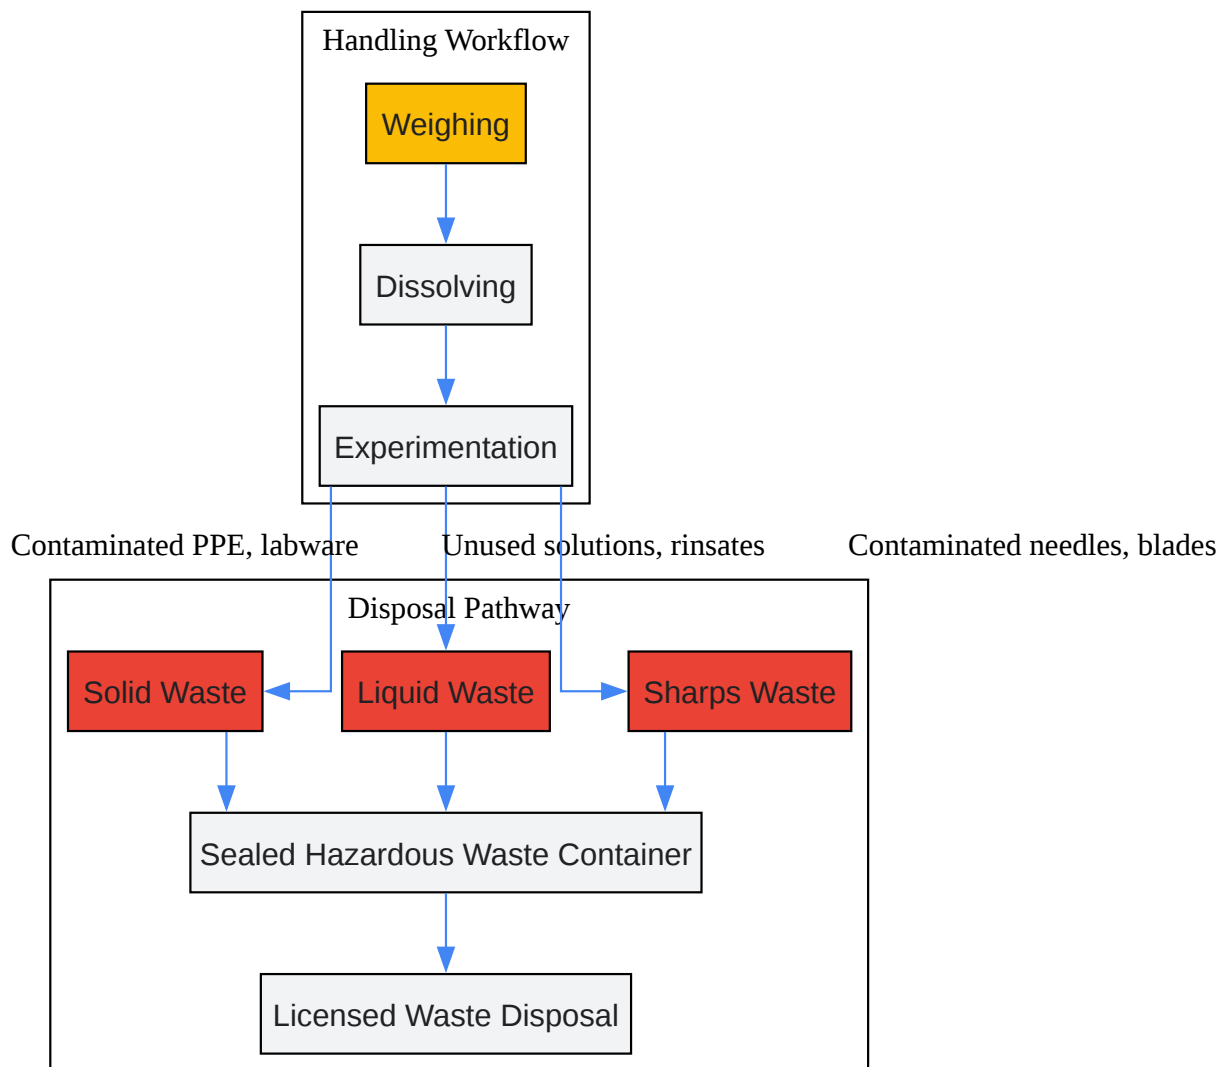 Handling Workflow
Weighing
Dissolving
Experimentation
Contaminated PPE, labware
Unused solutions, rinsates
Contaminated needles, blades
Disposal Pathway
Solid Waste
Liquid Waste
Sharps Waste
Sealed Hazardous Waste Container
Licensed Waste Disposal